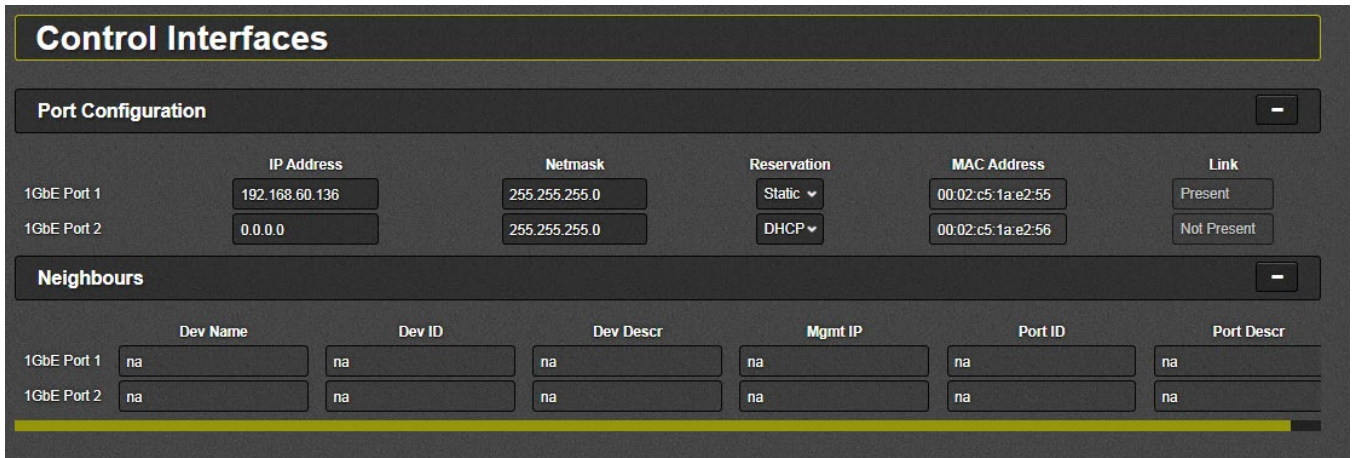 Control Interfaces
Port Configuration
IP Address Netmask Reservation MAC Address Link
1GbE Port 1 192.168.60.136 255.255.255.0 Static 00:02:c5:1a:e2:55 Present
1GbE Port 2 0.0.0.0 255.255.255.0 DHCP 00:02:c5:1a:e2:56 Not Present
Neighbours
Dev Name Dev ID Dev Descr Mgmt IP Port ID Port Descr
1GbE Port 1 na na na na na na
1GbE Port 2 na na na na na na